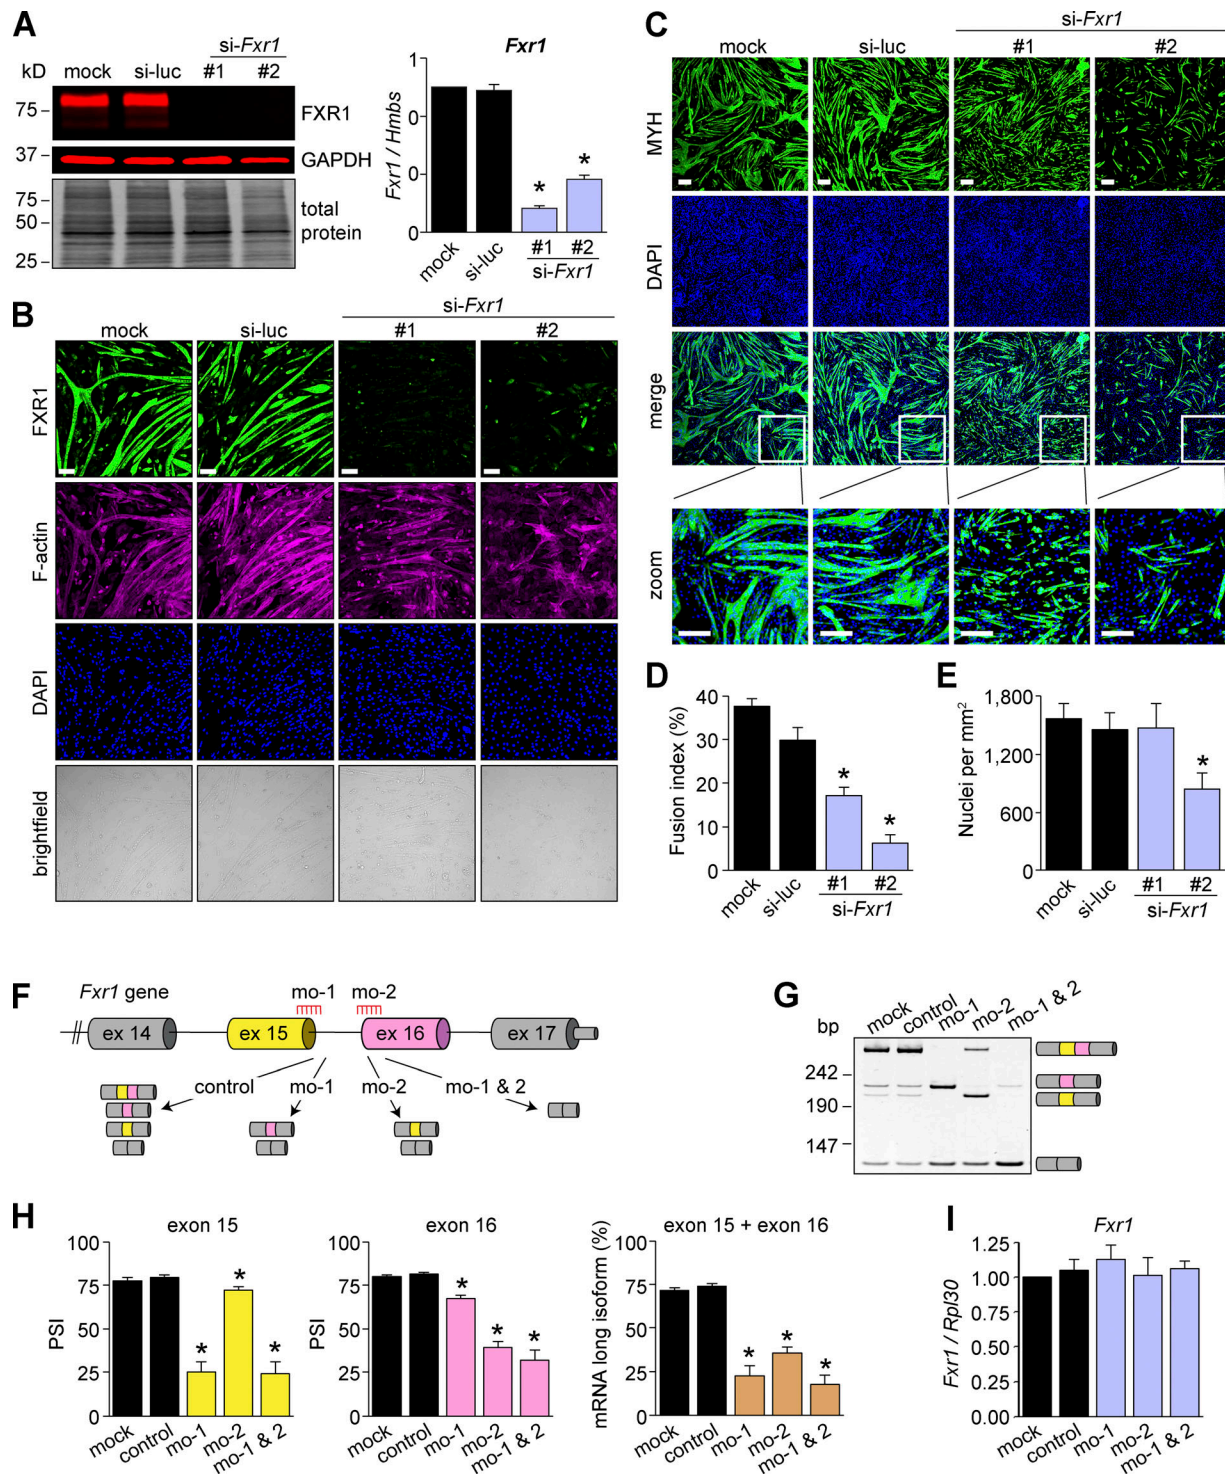 A
si-Fxr1
kD mock si-luc #1 #2
75
FXR1
37
GAPDH
75
50
25
total
protein
Fxr1
Fxr1 / Hmbs
1
0
0
1
* *
mock si-luc #1 #2
si-Fxr1
B
si-Fxr1
mock si-luc #1 #2
FXR1
F-actin
DAPI
brightfield
C
si-Fxr1
mock si-luc #1 #2
MYH
DAPI
merge
zoom
D
Fusion index (%)
40
30
20
10
0
* *
mock si-luc #1 #2
si-Fxr1
E
Nuclei per mm²
1,800
1,200
600
0
*
mock si-luc #1 #2
si-Fxr1
F
Fxr1 gene mo-1 mo-2
ex 14 ex 15 ex 16 ex 17
control mo-1 mo-2 mo-1 & 2
G
bp mock control mo-1 mo-2 mo-1 & 2
242
190
147
H
exon 15
PSI
100
75
50
25
0
* * *
mock control mo-1 mo-2 mo-1 & 2
exon 16
PSI
100
75
50
25
0
* * *
mock control mo-1 mo-2 mo-1 & 2
exon 15 + exon 16
mRNA long isoform (%)
100
75
50
25
0
* * *
mock control mo-1 mo-2 mo-1 & 2
I
Fxr1
Fxr1 / Rpl30
1.25
1.00
0.75
0.50
0.25
0.00
mock control mo-1 mo-2 mo-1 & 2